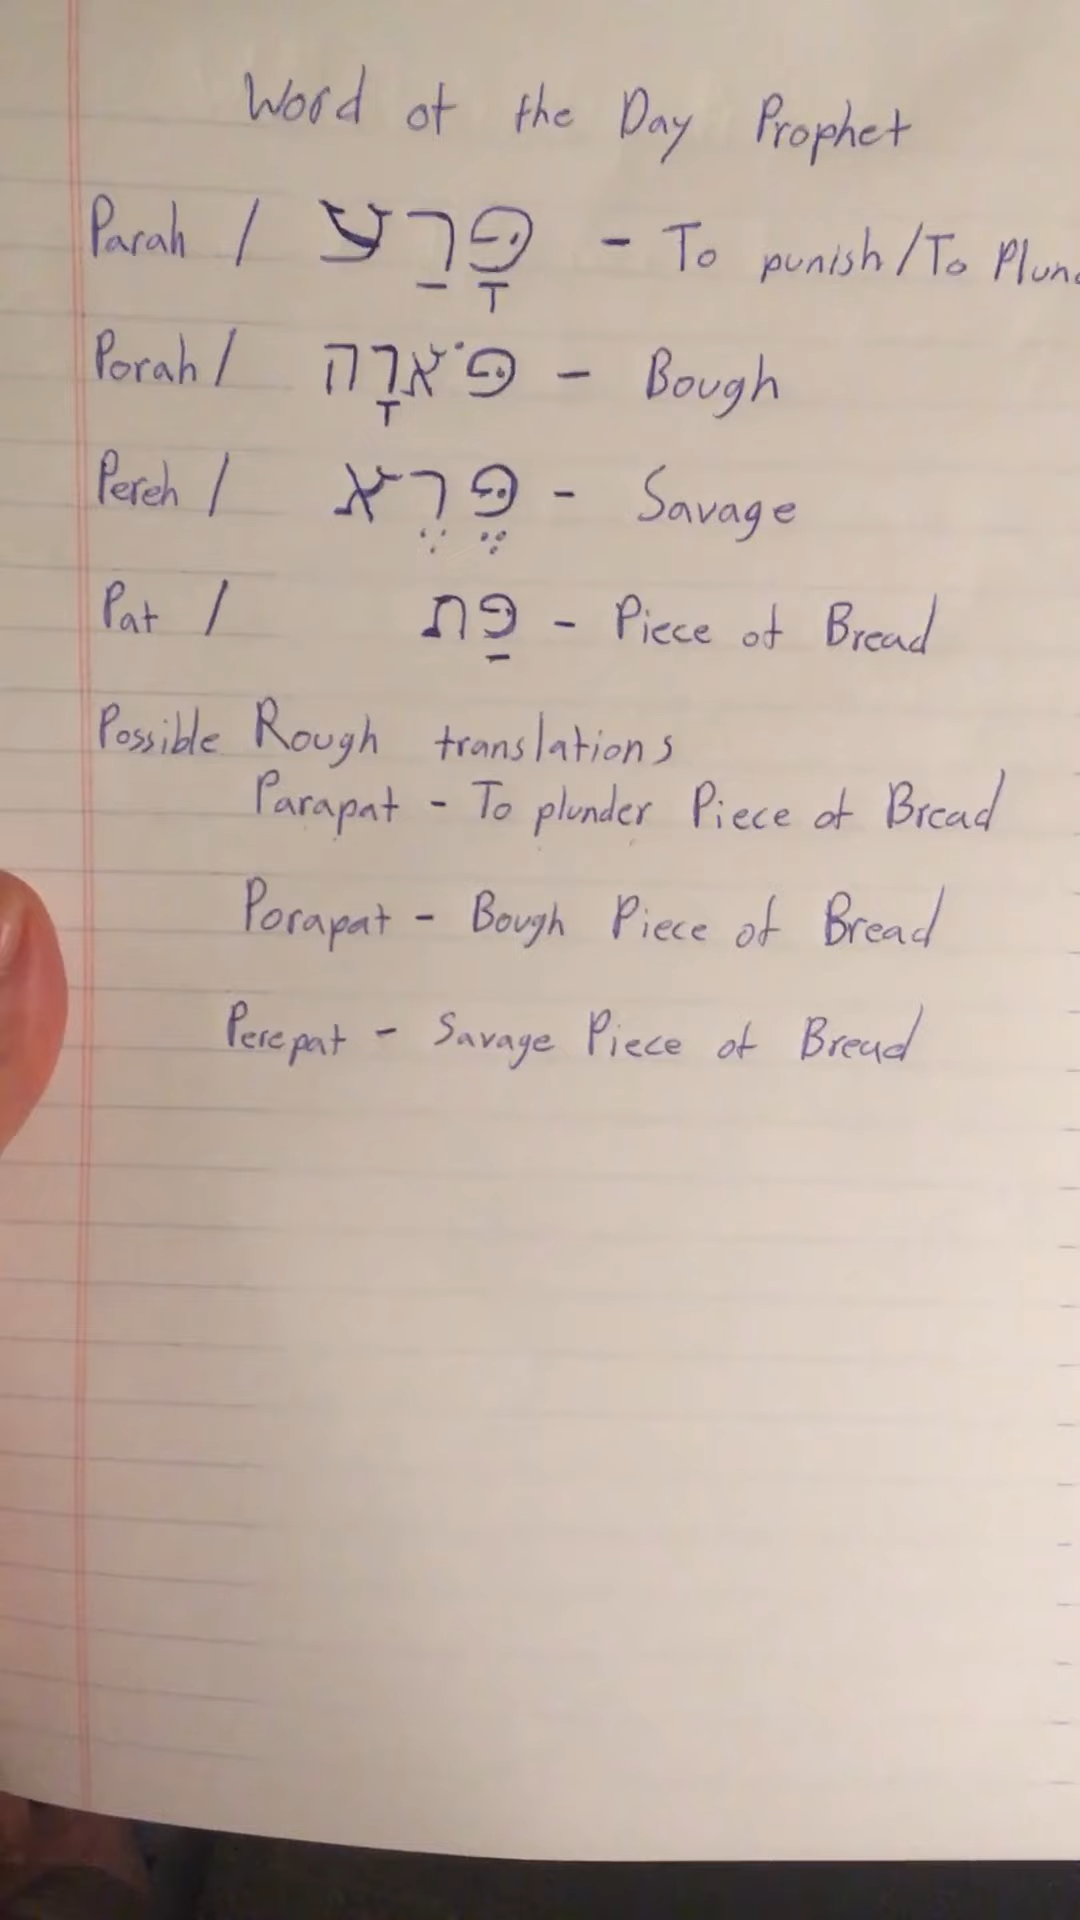 Word of the Day Prophet
Parah / פָּרַע - To punish/To Plun
Porah / פֹּארָה - Bough
Pereh / פֶּרֶא - Savage
Pat / פַּת - Piece of Bread
Possible Rough translations
Parapat - To plunder Piece of Bread
Porapat - Bough Piece of Bread
Perepat - Savage Piece of Bread